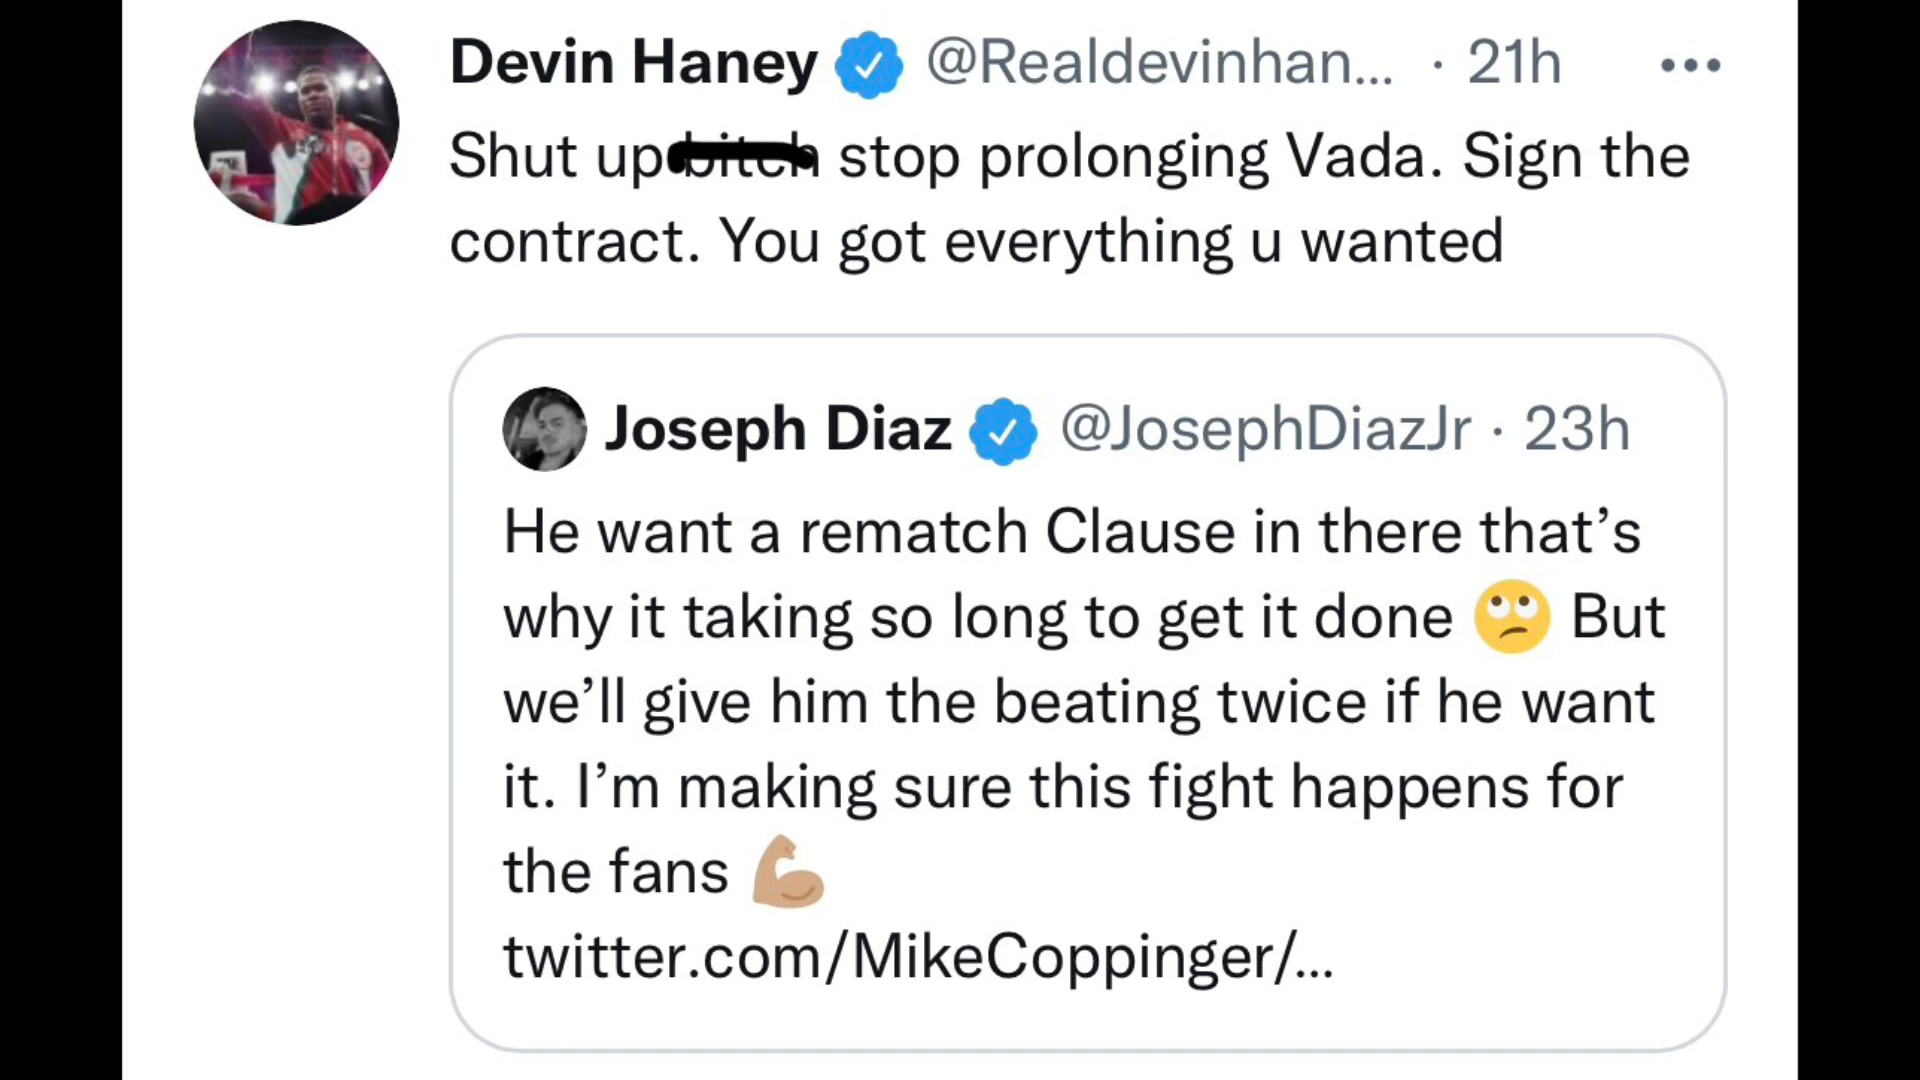 Devin Haney @Realdevinhan... · 21h
Shut up bitch stop prolonging Vada. Sign the
contract. You got everything u wanted
Joseph Diaz @JosephDiazJr · 23h
He want a rematch Clause in there that’s
why it taking so long to get it done 🙄 But
we’ll give him the beating twice if he want
it. I’m making sure this fight happens for
the fans 💪🏼
twitter.com/MikeCoppinger/...